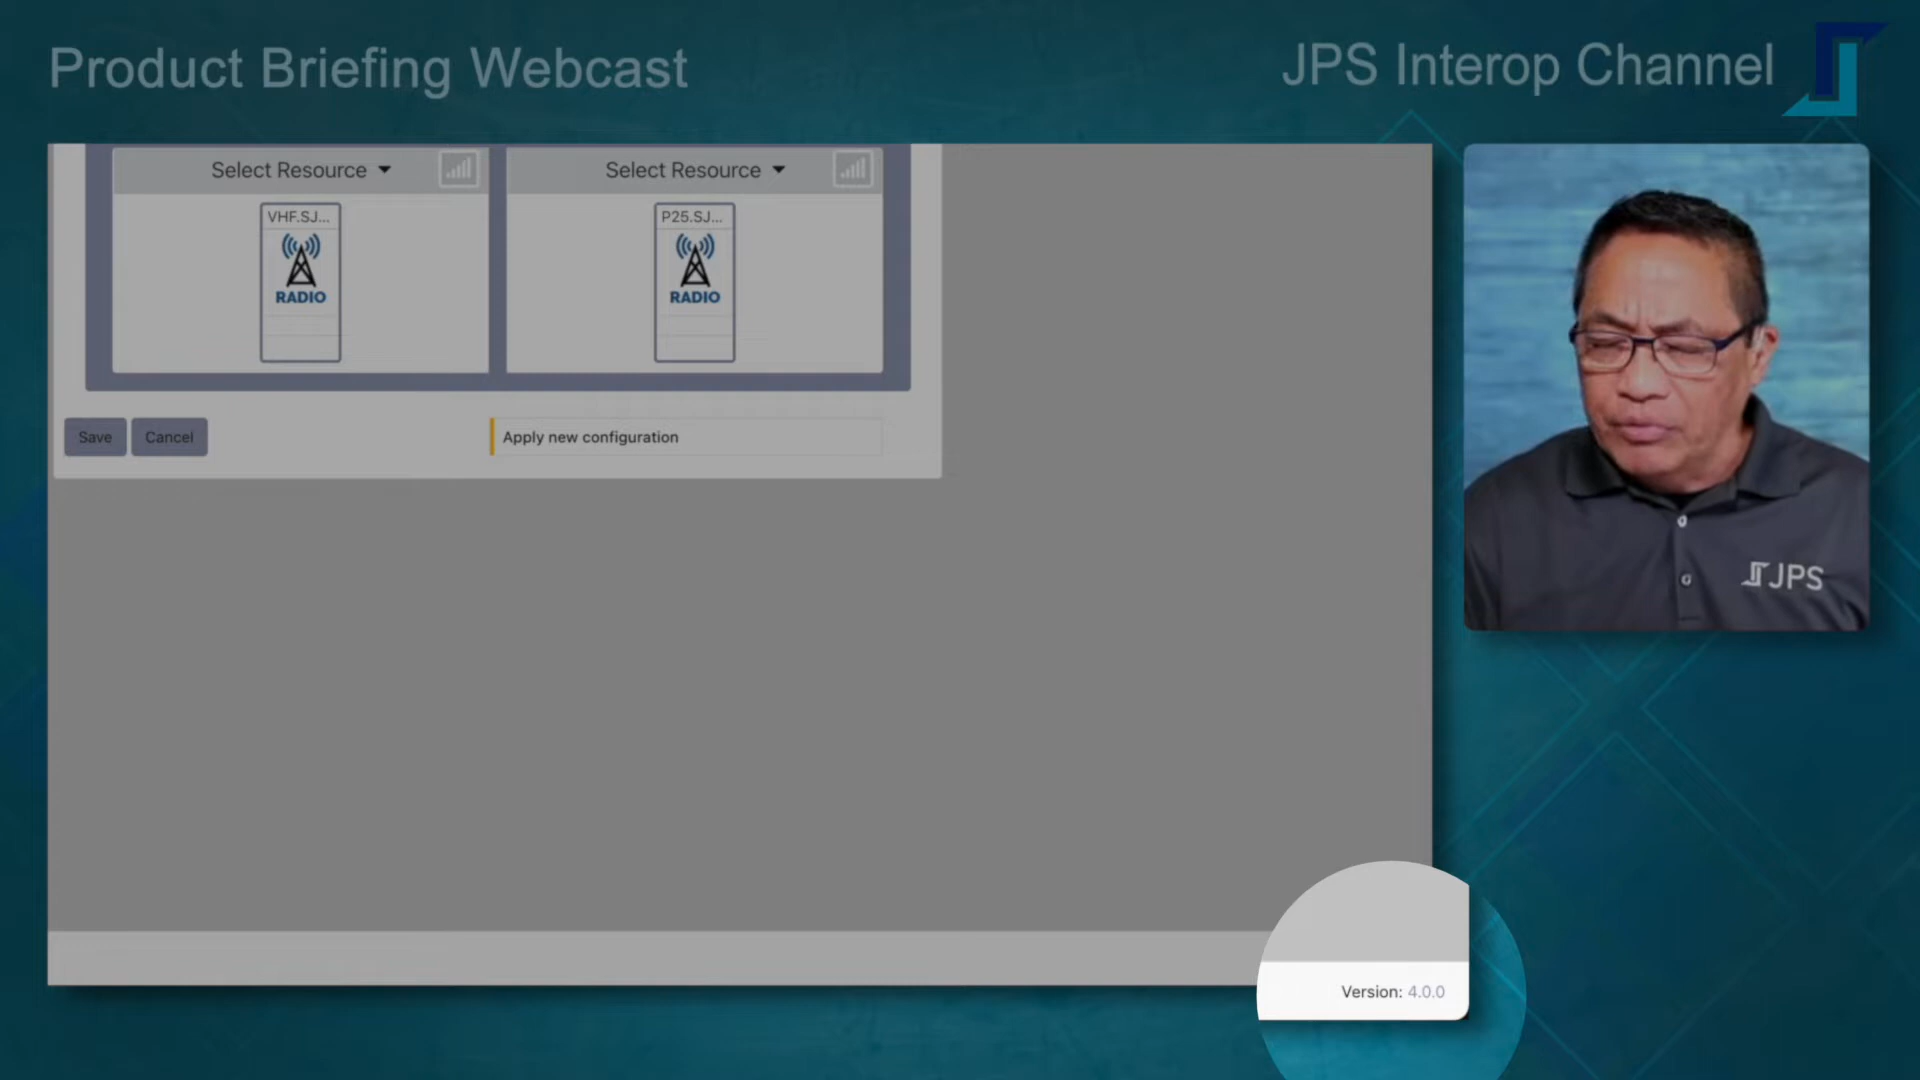 Product Briefing Webcast
JPS Interop Channel
Select Resource
Select Resource
VHF.SJ...
RADIO
P25.SJ...
RADIO
Save
Cancel
Apply new configuration
JPS
Version: 4.0.0